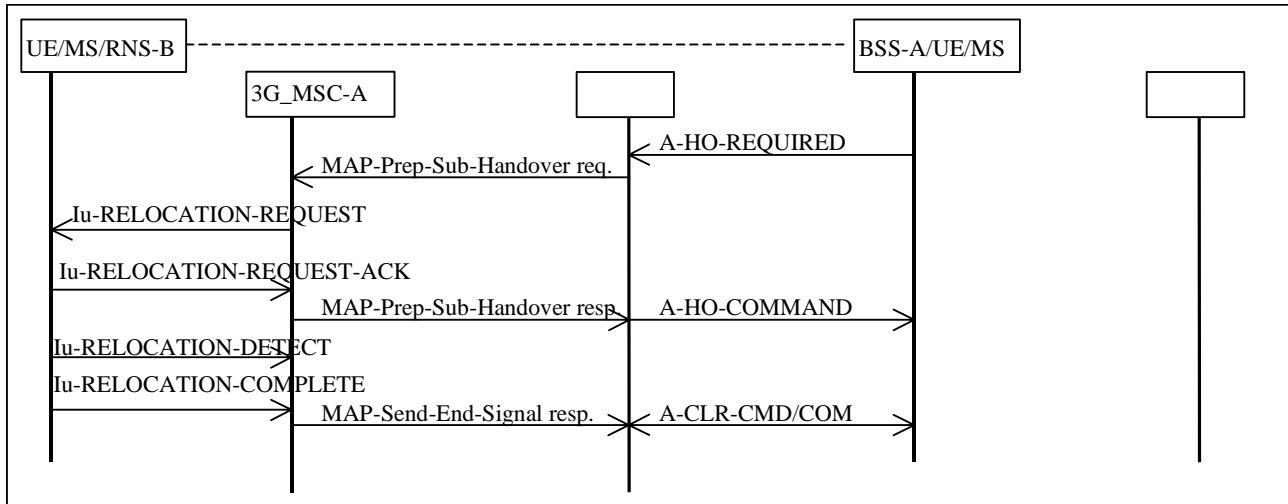 UE/MS/RNS-B
BSS-A/UE/MS
3G_MSC-A
A-HO-REQUIRED
MAP-Prep-Sub-Handover req.
Iu-RELOCATION-REQUEST
Iu-RELOCATION-REQUEST-ACK
MAP-Prep-Sub-Handover resp.
A-HO-COMMAND
Iu-RELOCATION-DETECT
Iu-RELOCATION-COMPLETE
MAP-Send-End-Signal resp.
A-CLR-CMD/COM